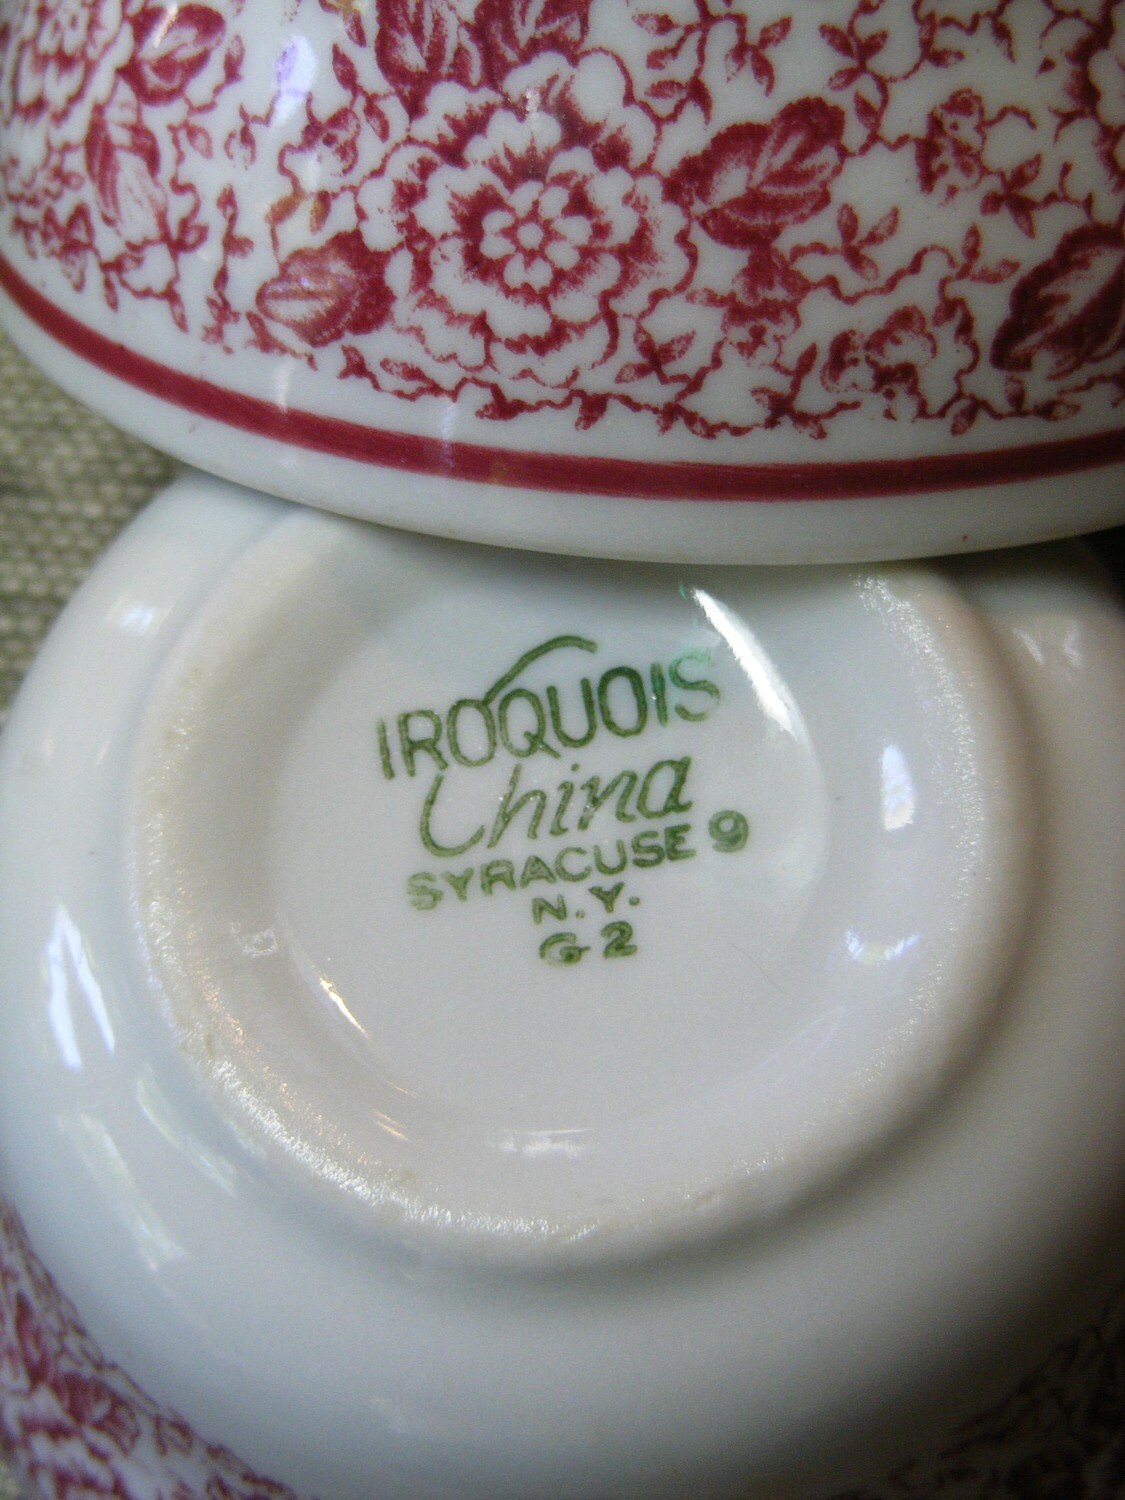 IROQUOIS
China
SYRACUSE 9
N.Y.
G2